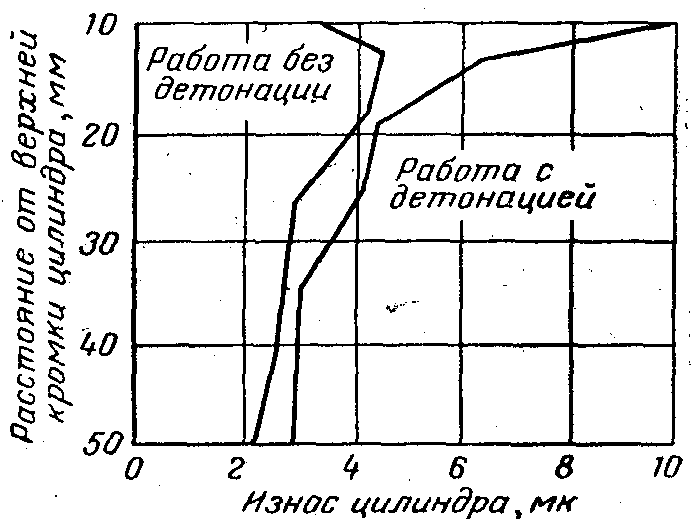 Расстояние от верхней
кромки цилиндра, мм
10
20
30
40
50
Работа без
детонации
Работа с
детонацией
0 2 4 6 8 10
Износ цилиндра, мк